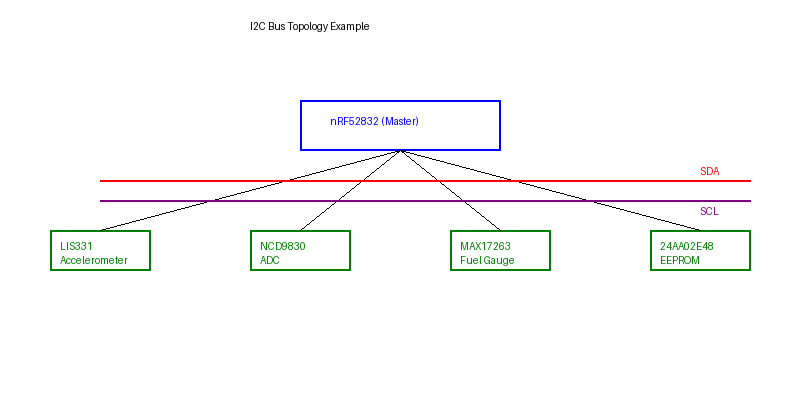 I2C Bus Topology Example
nRF52832 (Master)
SDA
SCL
LIS331
Accelerometer
NCD9830
ADC
MAX17263
Fuel Gauge
24AA02E48
EEPROM